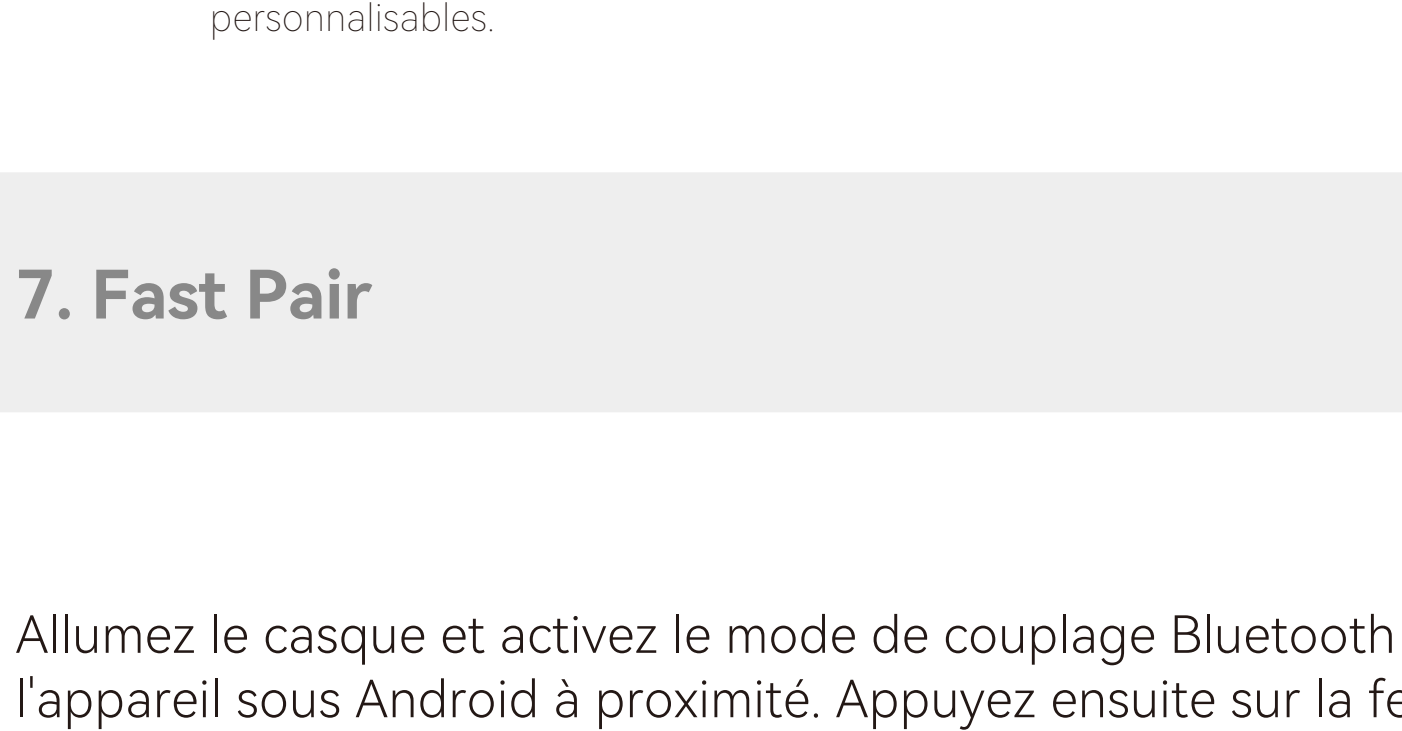 personnalisables.
7. Fast Pair
Allumez le casque et activez le mode de couplage Bluetooth
l'appareil sous Android à proximité. Appuyez ensuite sur la